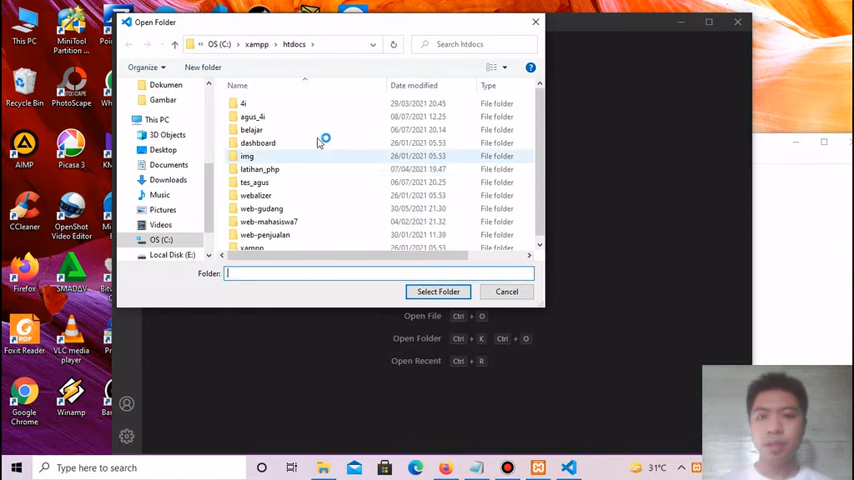 This PC
MiniTool
Partition ...
Recycle Bin
PhotoScape
AIMP
Picasa 3
CCleaner
OpenShot
Video Editor
Firefox
SMADAV
Foxit Reader
VLC media
player
Google
Chrome
Winamp
Open Folder
OS (C:)
xampp
htdocs
Search htdocs
Organize
New folder
Name
Date modified
Type
Dokumen
Gambar
This PC
3D Objects
Desktop
Documents
Downloads
Music
Pictures
Videos
OS (C:)
Local Disk (E:)
4i 29/03/2021 20.45 File folder
agus_4i 08/07/2021 12.25 File folder
belajar 06/07/2021 20.14 File folder
dashboard 26/01/2021 05.53 File folder
img 26/01/2021 05.53 File folder
latihan_php 07/04/2021 19.47 File folder
tes_agus 06/07/2021 20.25 File folder
webalizer 26/01/2021 05.53 File folder
web-gudang 30/05/2021 21.30 File folder
web-mahasiswa7 04/02/2021 21.32 File folder
web-penjualan 30/01/2021 11.39 File folder
xampp 26/01/2021 05.53 File folder
Folder:
Select Folder
Cancel
Open File Ctrl + O
Open Folder Ctrl + K Ctrl + O
Open Recent Ctrl + R
Type here to search
31°C